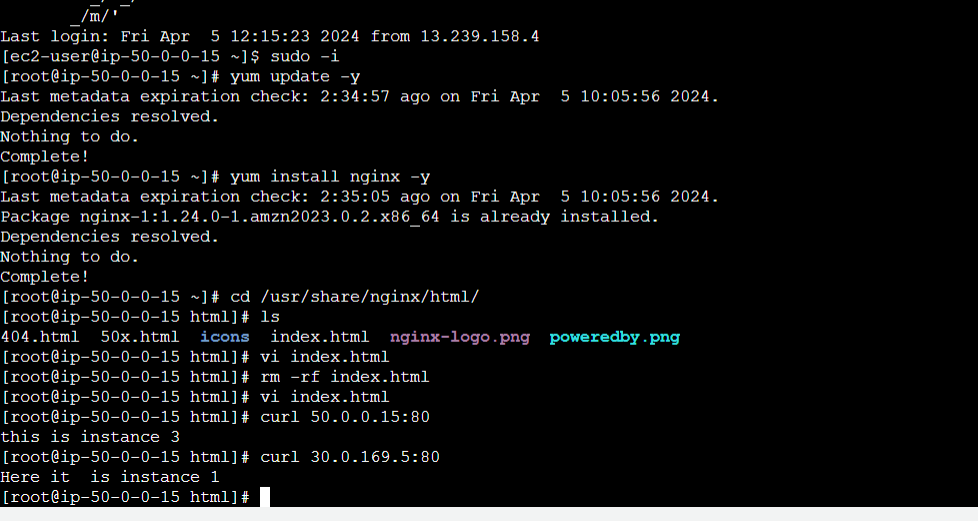 _/m/'
Last login: Fri Apr  5 12:15:23 2024 from 13.239.158.4
[ec2-user@ip-50-0-0-15 ~]$ sudo -i
[root@ip-50-0-0-15 ~]# yum update -y
Last metadata expiration check: 2:34:57 ago on Fri Apr  5 10:05:56 2024.
Dependencies resolved.
Nothing to do.
Complete!
[root@ip-50-0-0-15 ~]# yum install nginx -y
Last metadata expiration check: 2:35:05 ago on Fri Apr  5 10:05:56 2024.
Package nginx-1:1.24.0-1.amzn2023.0.2.x86_64 is already installed.
Dependencies resolved.
Nothing to do.
Complete!
[root@ip-50-0-0-15 ~]# cd /usr/share/nginx/html/
[root@ip-50-0-0-15 html]# ls
404.html  50x.html  icons  index.html  nginx-logo.png  poweredby.png
[root@ip-50-0-0-15 html]# vi index.html
[root@ip-50-0-0-15 html]# rm -rf index.html
[root@ip-50-0-0-15 html]# vi index.html
[root@ip-50-0-0-15 html]# curl 50.0.0.15:80
this is instance 3
[root@ip-50-0-0-15 html]# curl 30.0.169.5:80
Here it  is instance 1
[root@ip-50-0-0-15 html]#